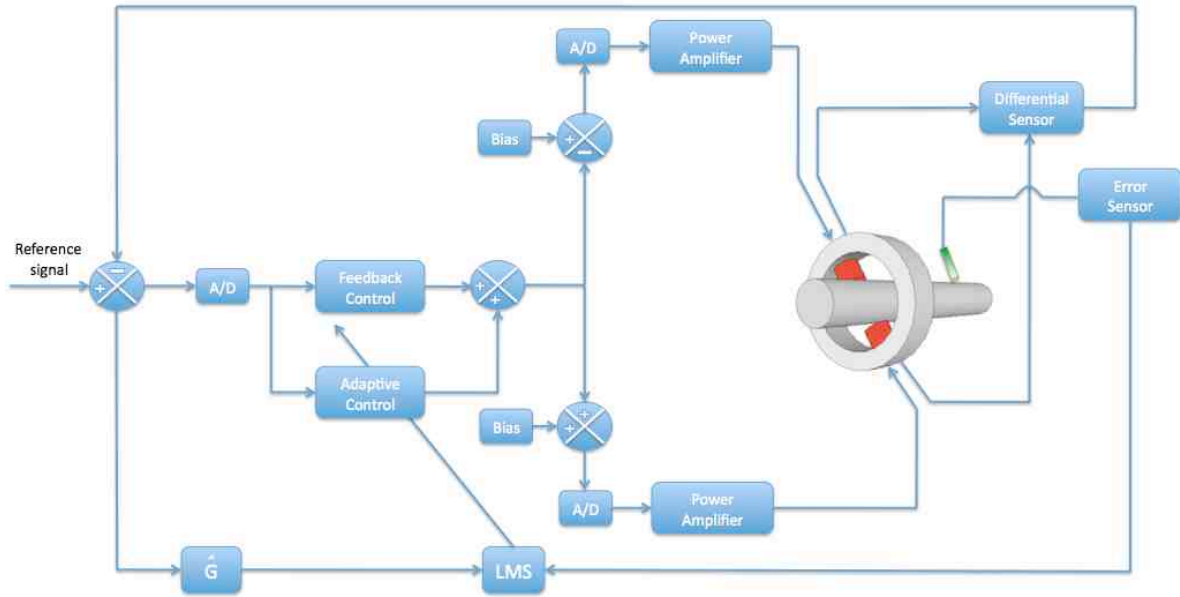 A/D
Power
Amplifier
Differential
Sensor
Bias
+
−
Error
Sensor
Reference
signal
−
+
A/D
Feedback
Control
+
+
Adaptive
Control
Bias
+
+
A/D
Power
Amplifier
Ĝ
LMS